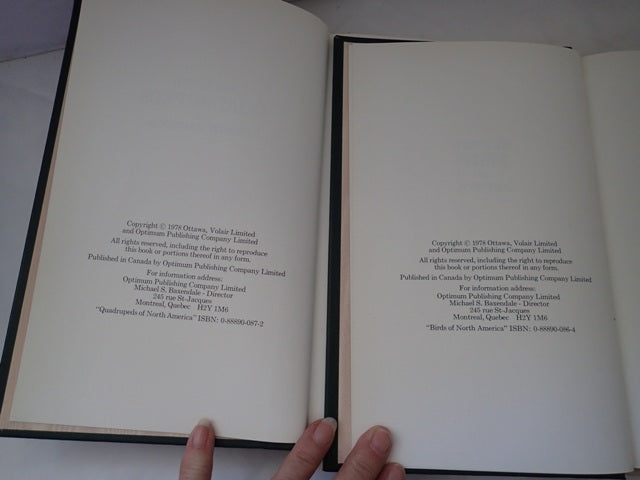 Copyright © 1978 Ottawa, Volair Limited
and Optimum Publishing Company Limited
All rights reserved, including the right to reproduce
this book or portions thereof in any form.
Published in Canada by Optimum Publishing Company Limited
For information address:
Optimum Publishing Company Limited
Michael S. Baxendale - Director
245 rue St-Jacques
Montreal, Quebec H2Y 1M6
"Quadrupeds of North America" ISBN: 0-88890-087-2
Copyright © 1978 Ottawa, Volair Limited
and Optimum Publishing Company Limited
All rights reserved, including the right to reproduce
this book or portions thereof in any form.
Published in Canada by Optimum Publishing Company Limited
For information address:
Optimum Publishing Company Limited
Michael S. Baxendale - Director
245 rue St-Jacques
Montreal, Quebec H2Y 1M6
"Birds of North America" ISBN: 0-88890-086-4